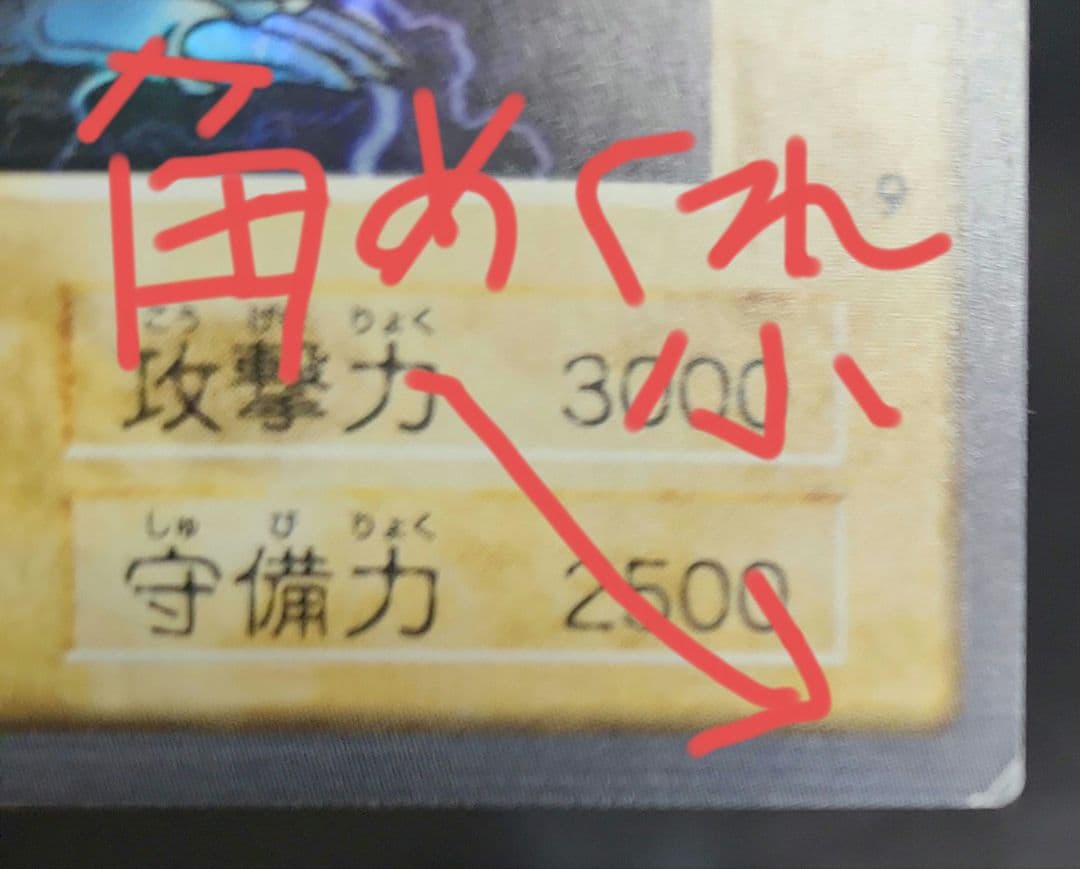 角めくれ
小
9
こう げき りょく
攻撃力 3000
しゅ び りょく
守備力 2500